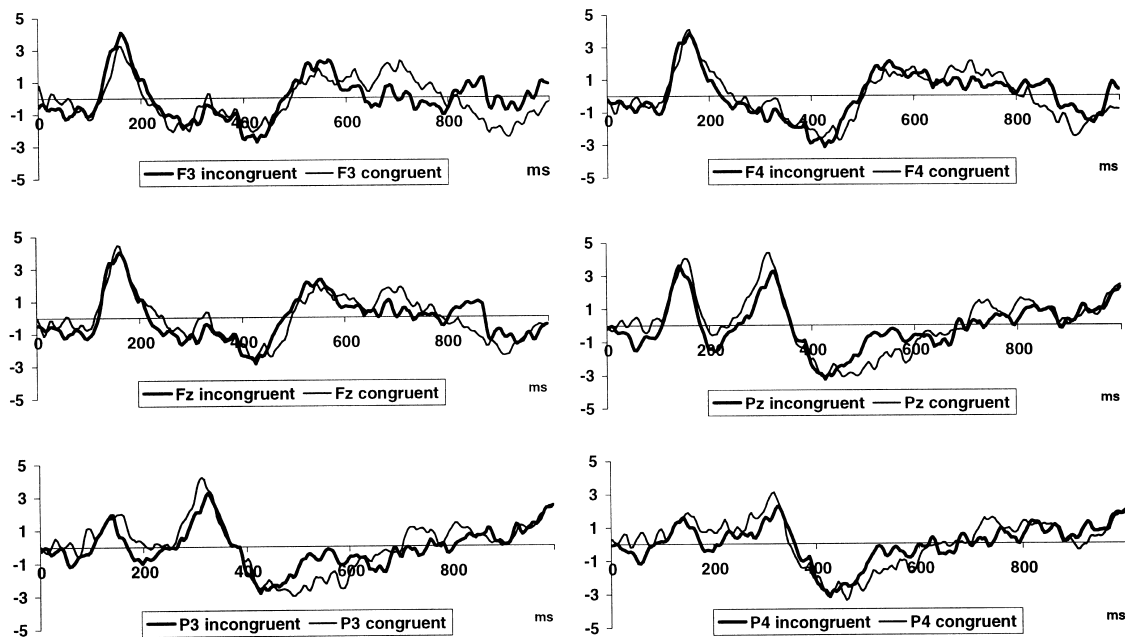 5
3
1
-1
-3
-5
0 200 400 600 800
ms
F3 incongruent F3 congruent
5
3
1
-1
-3
-5
0 200 400 600 800
ms
F4 incongruent F4 congruent
5
3
1
-1
-3
-5
0 200 400 600 800
ms
Fz incongruent Fz congruent
5
3
1
-1
-3
-5
0 200 400 600 800
ms
Pz incongruent Pz congruent
5
3
1
-1
-3
-5
0 200 400 600 800
ms
P3 incongruent P3 congruent
5
3
1
-1
-3
-5
0 200 400 600 800
ms
P4 incongruent P4 congruent